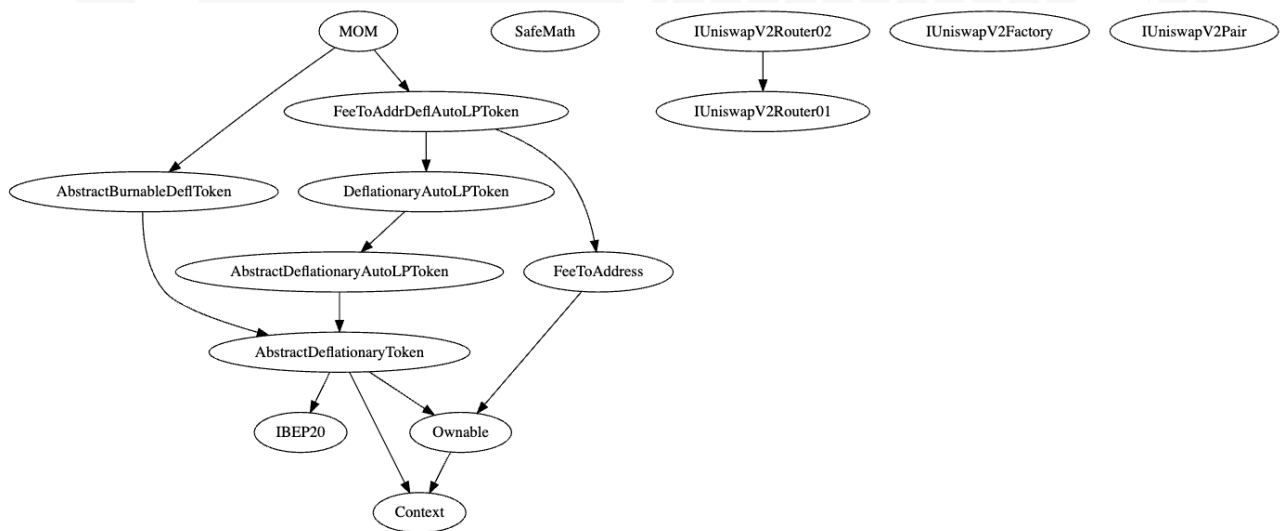 MOM
SafeMath
IUniswapV2Router02
IUniswapV2Factory
IUniswapV2Pair
FeeToAddrDeflAutoLPToken
IUniswapV2Router01
AbstractBurnableDeflToken
DeflationaryAutoLPToken
AbstractDeflationaryAutoLPToken
FeeToAddress
AbstractDeflationaryToken
IBEP20
Ownable
Context